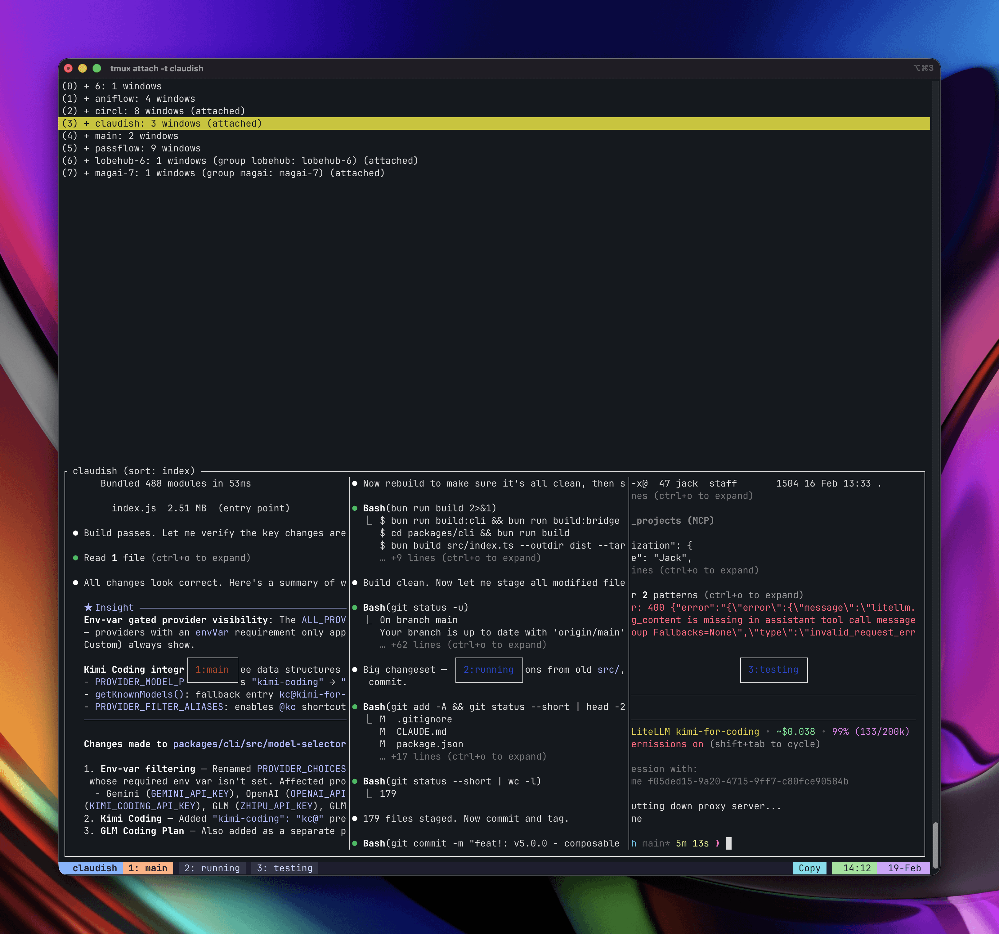 tmux attach -t claudish
⌥⌘3
(0) + 6: 1 windows
(1) + aniflow: 4 windows
(2) + circl: 8 windows (attached)
(3) + claudish: 3 windows (attached)
(4) + main: 2 windows
(5) + passflow: 9 windows
(6) + lobehub-6: 1 windows (group lobehub: lobehub-6) (attached)
(7) + magai-7: 1 windows (group magai: magai-7) (attached)
claudish (sort: index)
Bundled 488 modules in 53ms
index.js  2.51 MB  (entry point)
● Build passes. Let me verify the key changes are
● Read 1 file (ctrl+o to expand)
● All changes look correct. Here's a summary of w
★ Insight
Env-var gated provider visibility: The ALL_PROV
— providers with an envVar requirement only app
Custom) always show.
Kimi Coding integr
1:main
ee data structures
- PROVIDER_MODEL_P
s "kimi-coding" → "
- getKnownModels(): fallback entry kc@kimi-for-
- PROVIDER_FILTER_ALIASES: enables @kc shortcut
Changes made to packages/cli/src/model-selector
1. Env-var filtering — Renamed PROVIDER_CHOICES
whose required env var isn't set. Affected pro
- Gemini (GEMINI_API_KEY), OpenAI (OPENAI_API
(KIMI_CODING_API_KEY), GLM (ZHIPU_API_KEY), GLM
2. Kimi Coding — Added "kimi-coding": "kc@" pre
3. GLM Coding Plan — Also added as a separate p
● Now rebuild to make sure it's all clean, then s
● Bash(bun run build 2>&1)
$ bun run build:cli && bun run build:bridge
$ cd packages/cli && bun run build
$ bun build src/index.ts --outdir dist --tar
… +9 lines (ctrl+o to expand)
● Build clean. Now let me stage all modified file
● Bash(git status -u)
On branch main
Your branch is up to date with 'origin/main'
… +62 lines (ctrl+o to expand)
● Big changeset —
2:running
ons from old src/,
commit.
● Bash(git add -A && git status --short | head -2
M  .gitignore
M  CLAUDE.md
M  package.json
… +17 lines (ctrl+o to expand)
● Bash(git status --short | wc -l)
179
● 179 files staged. Now commit and tag.
● Bash(git commit -m "feat!: v5.0.0 - composable
-x@  47 jack  staff       1504 16 Feb 13:33 .
nes (ctrl+o to expand)
_projects (MCP)
ization": {
e": "Jack",
ines (ctrl+o to expand)
r 2 patterns (ctrl+o to expand)
r: 400 {"error":"{\"error\":{\"message\":\"litellm.
g_content is missing in assistant tool call message
oup Fallbacks=None\",\"type\":\"invalid_request_err
3:testing
LiteLLM kimi-for-coding • ~$0.038 • 99% (133/200k)
ermissions on (shift+tab to cycle)
ession with:
me f05ded15-9a20-4715-9ff7-c80fce90584b
utting down proxy server...
ne
h main* 5m 13s ❯
claudish 1: main 2: running 3: testing
Copy 14:12 19-Feb